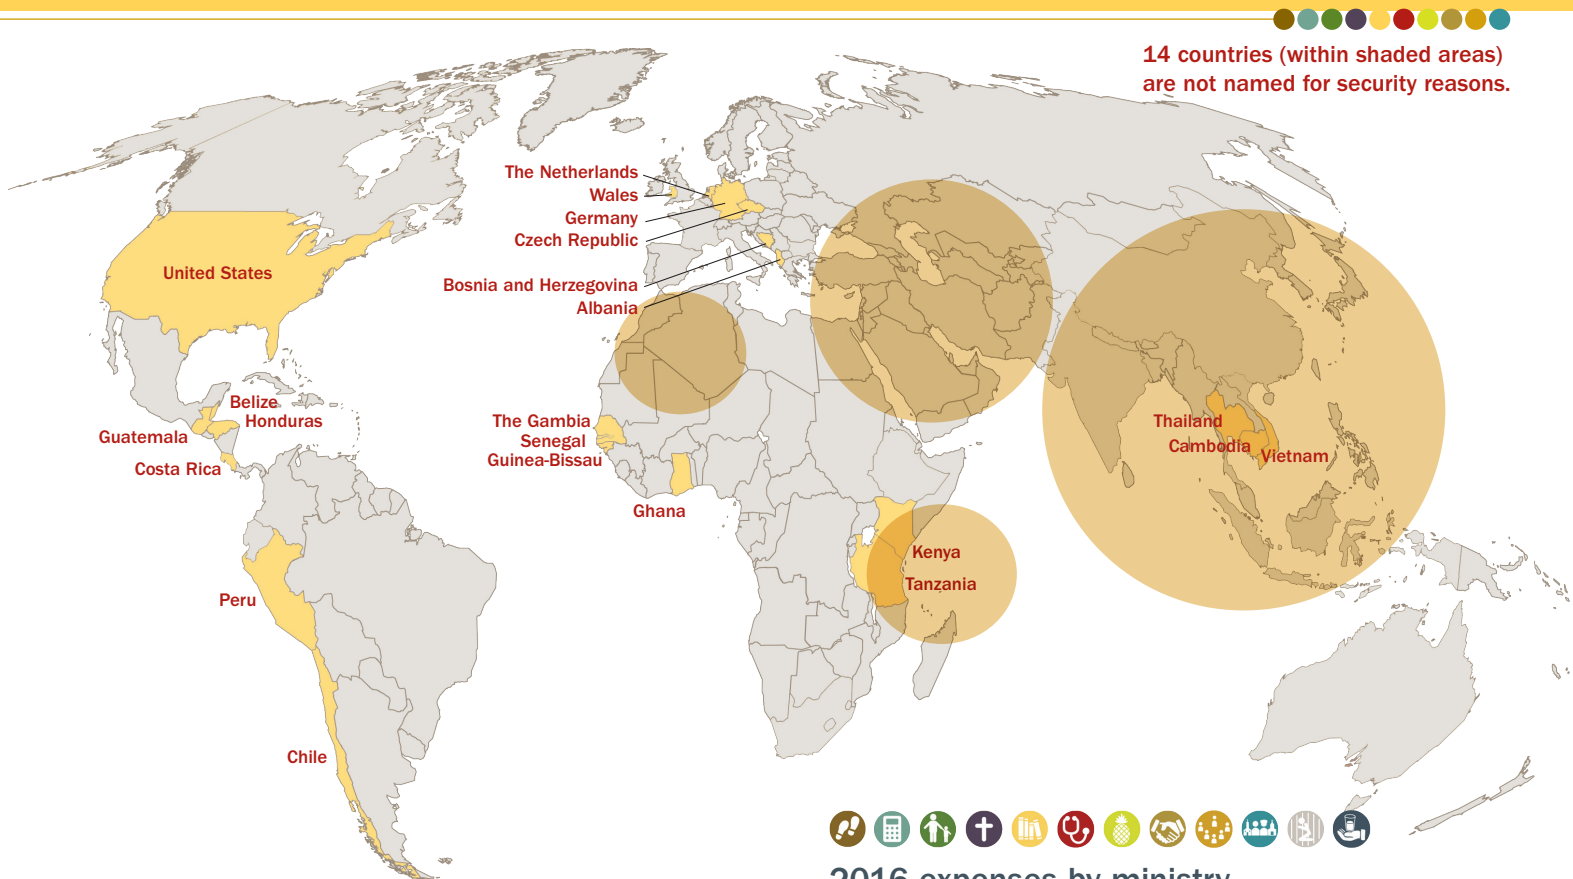 14 countries (within shaded areas)
are not named for security reasons.
The Netherlands
Wales
Germany
Czech Republic
United States
Bosnia and Herzegovina
Albania
Belize
Honduras
Guatemala
Costa Rica
The Gambia
Senegal
Guinea-Bissau
Ghana
Thailand
Cambodia
Vietnam
Kenya
Tanzania
Peru
Chile
2016 expenses by ministry